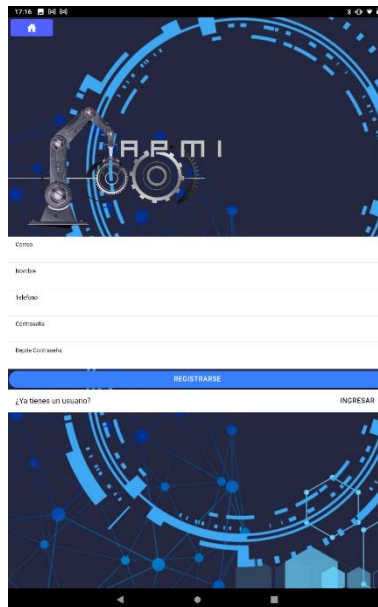 17:16
APMI
Correo
Nombre
Telefono
Contraseña
Repite Contraseña
REGISTRARSE
¿Ya tienes un usuario? INGRESAR